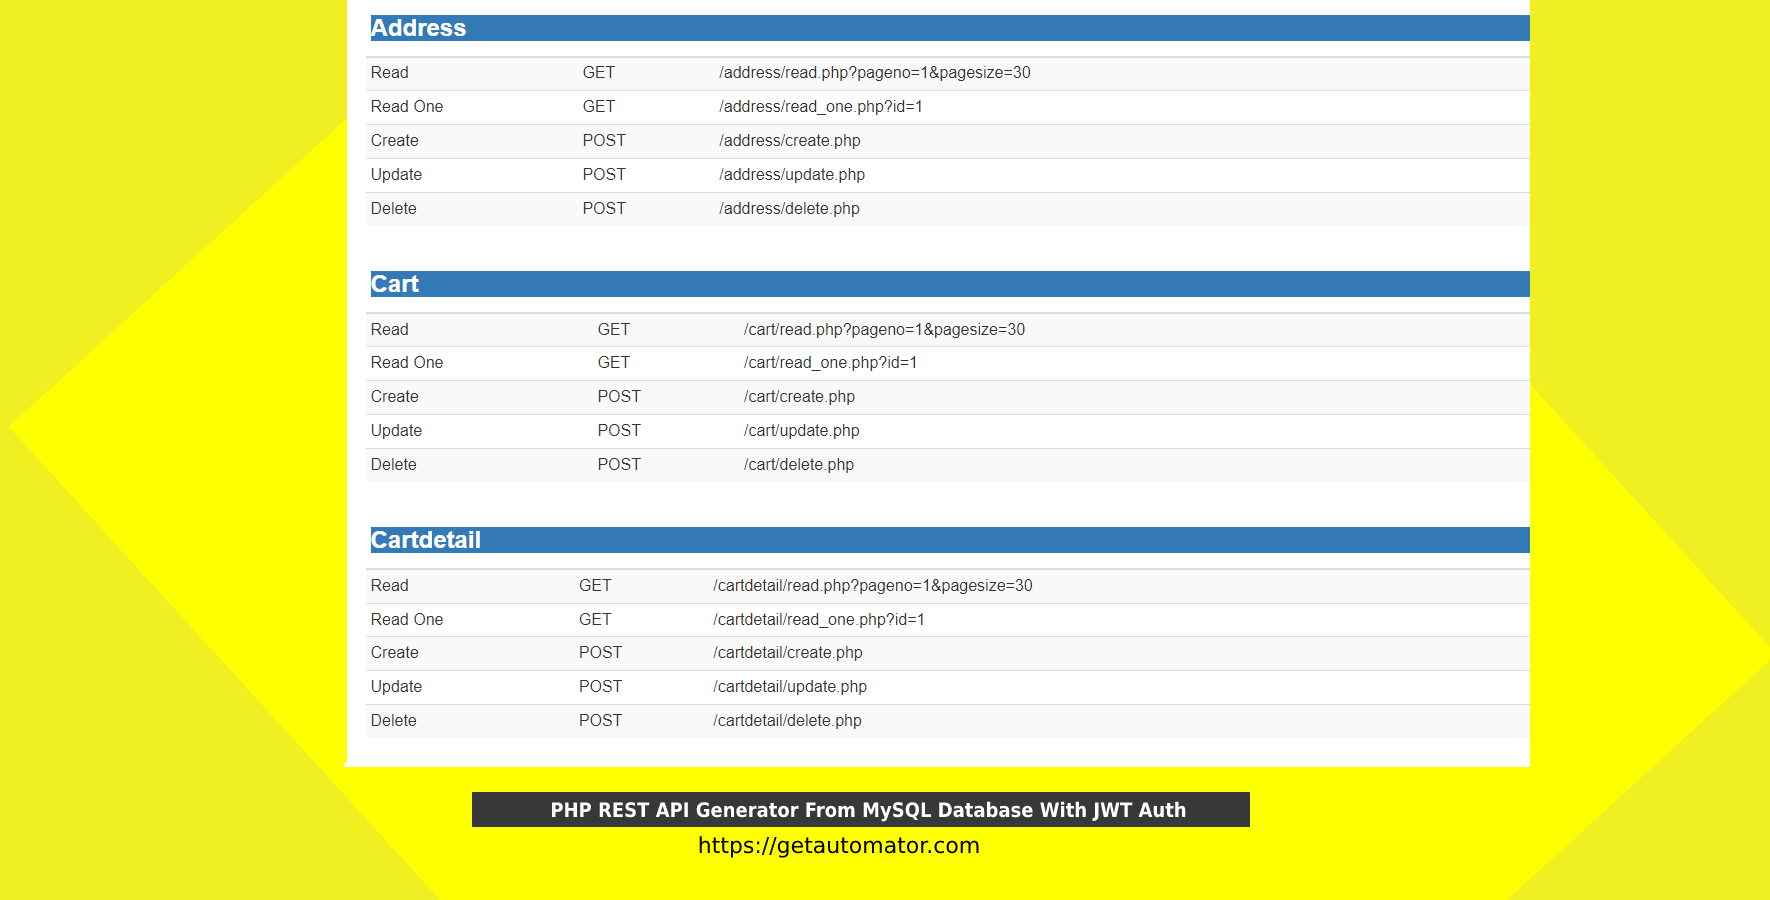 Address
Read GET /address/read.php?pageno=1&pagesize=30
Read One GET /address/read_one.php?id=1
Create POST /address/create.php
Update POST /address/update.php
Delete POST /address/delete.php
Cart
Read GET /cart/read.php?pageno=1&pagesize=30
Read One GET /cart/read_one.php?id=1
Create POST /cart/create.php
Update POST /cart/update.php
Delete POST /cart/delete.php
Cartdetail
Read GET /cartdetail/read.php?pageno=1&pagesize=30
Read One GET /cartdetail/read_one.php?id=1
Create POST /cartdetail/create.php
Update POST /cartdetail/update.php
Delete POST /cartdetail/delete.php
PHP REST API Generator From MySQL Database With JWT Auth
https://getautomator.com